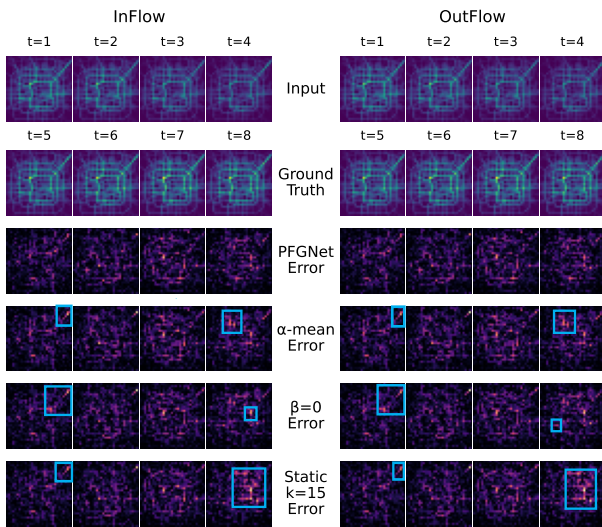 InFlow
OutFlow
t=1 t=2 t=3 t=4
t=1 t=2 t=3 t=4
Input
t=5 t=6 t=7 t=8
t=5 t=6 t=7 t=8
Ground
Truth
PFGNet
Error
α-mean
Error
β=0
Error
Static
k=15
Error